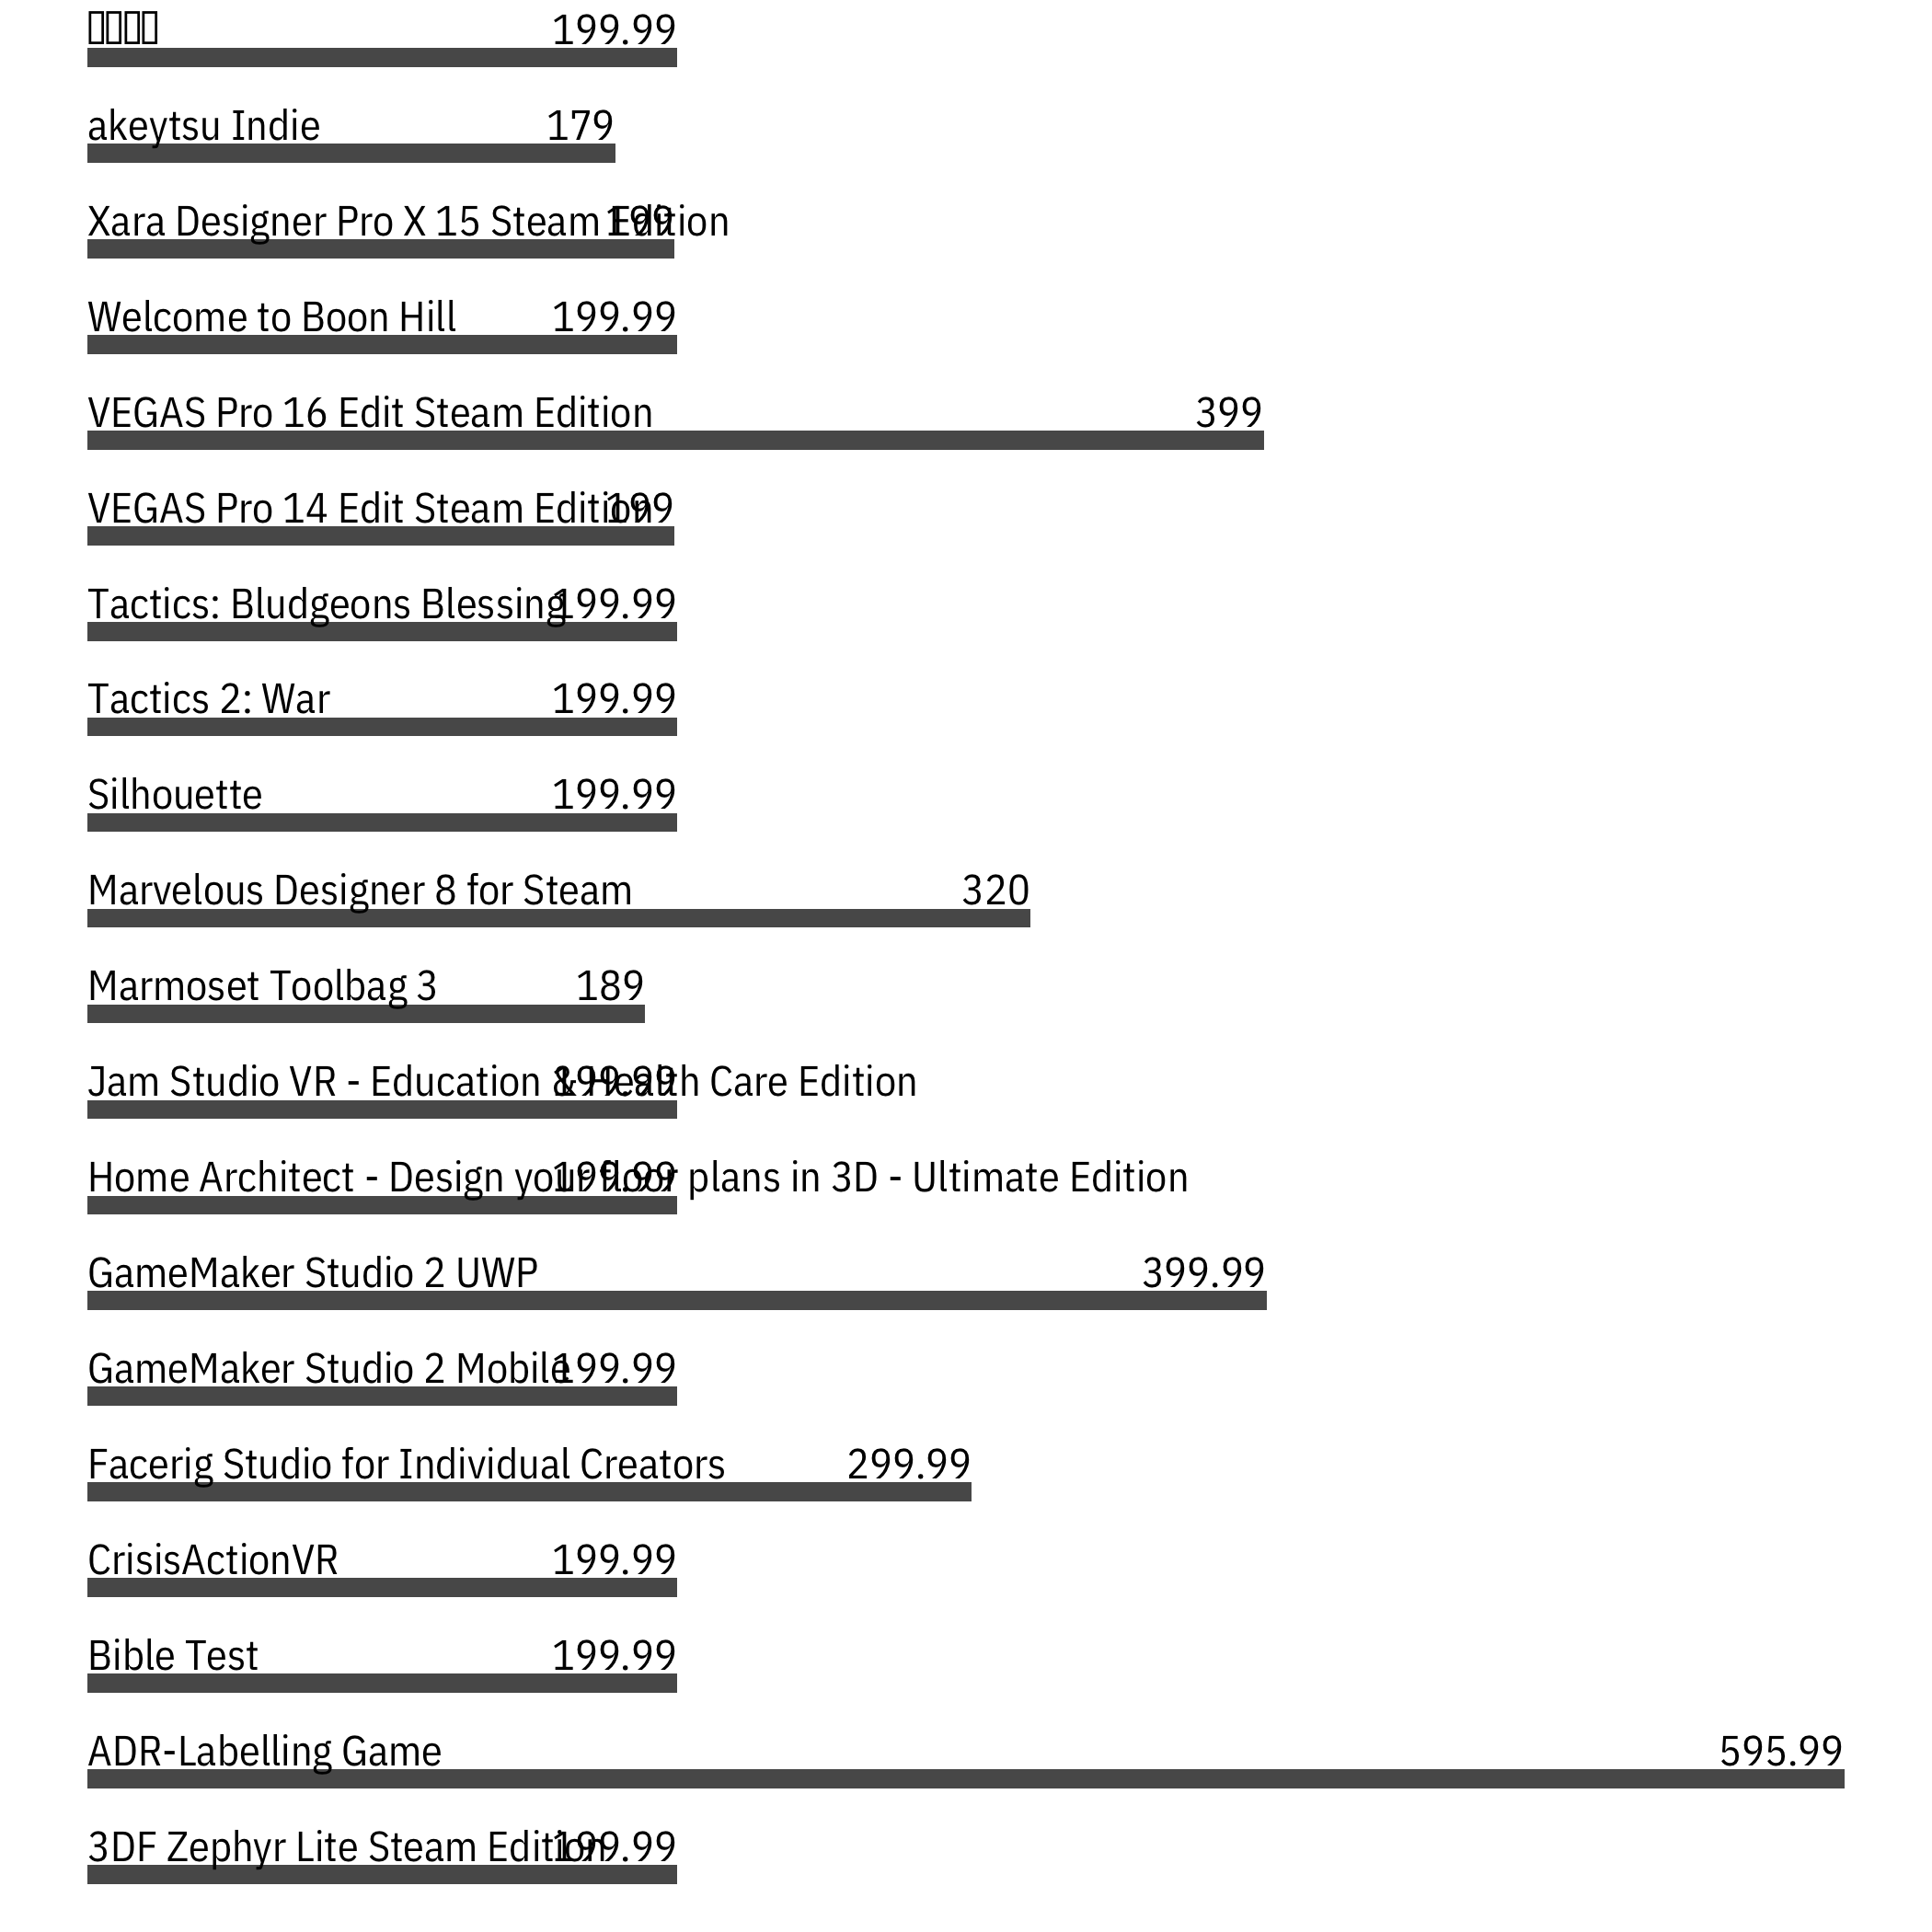 199.99
akeytsu Indie 179
Xara Designer Pro X 15 Steam Edition 199
Welcome to Boon Hill 199.99
VEGAS Pro 16 Edit Steam Edition 399
VEGAS Pro 14 Edit Steam Edition 199
Tactics: Bludgeons Blessing 199.99
Tactics 2: War 199.99
Silhouette 199.99
Marvelous Designer 8 for Steam 320
Marmoset Toolbag 3 189
Jam Studio VR - Education & Health Care Edition 199.99
Home Architect - Design your floor plans in 3D - Ultimate Edition 199.99
GameMaker Studio 2 UWP 399.99
GameMaker Studio 2 Mobile 199.99
Facerig Studio for Individual Creators 299.99
CrisisActionVR 199.99
Bible Test 199.99
ADR-Labelling Game 595.99
3DF Zephyr Lite Steam Edition 199.99